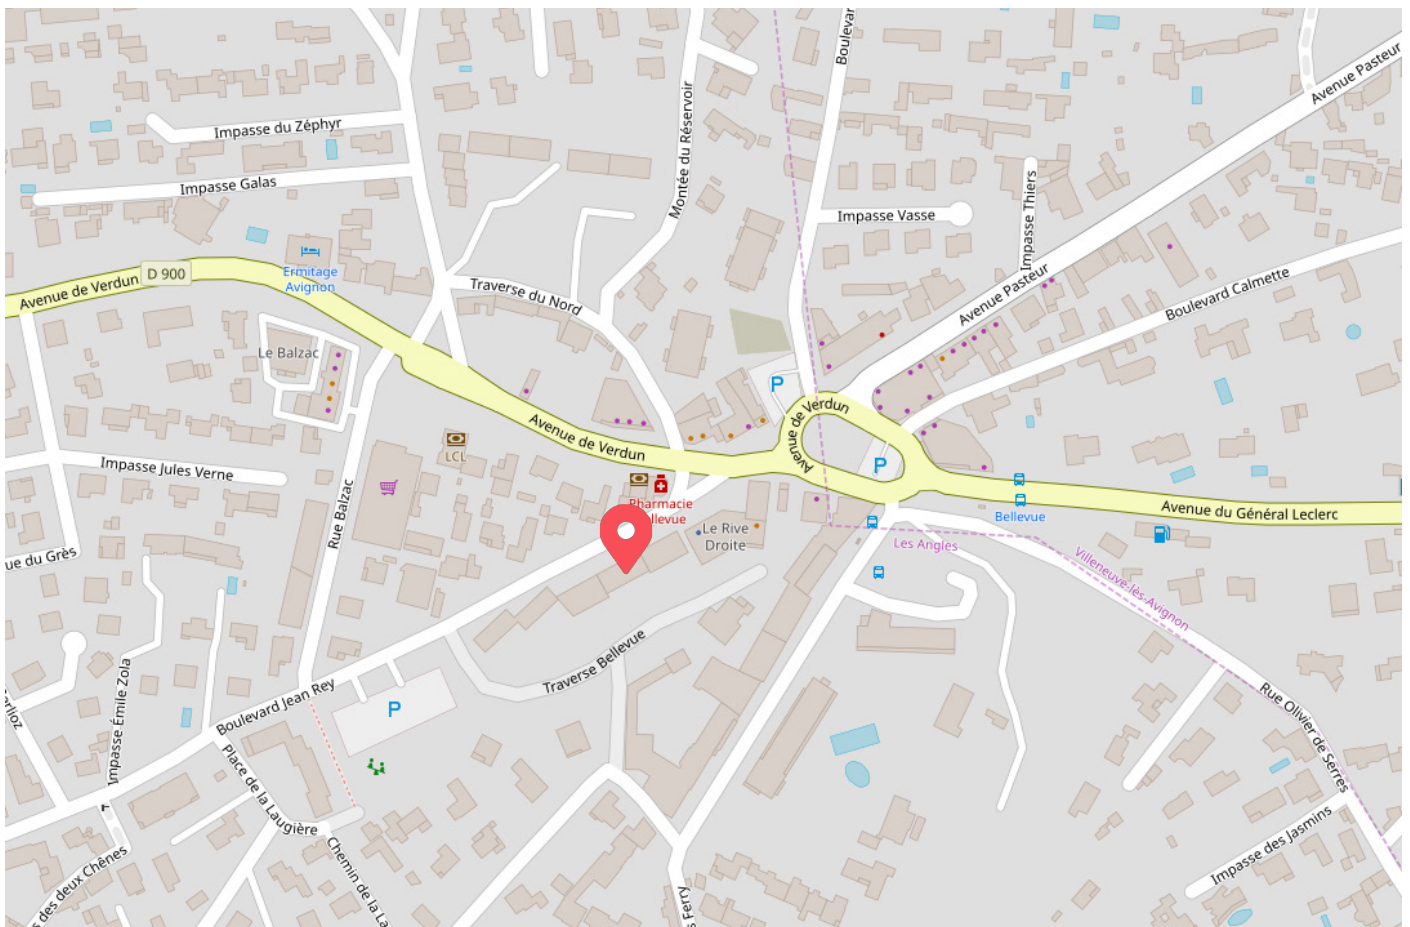 Boulevar
Avenue Pasteur
Impasse du Zéphyr
Montée du Réservoir
Impasse Galas
Impasse Thiers
Impasse Vasse
Ermitage
Avignon
D 900
Avenue de Verdun
Traverse du Nord
Avenue Pasteur
Boulevard Calmette
Le Balzac
P
Avenue de Verdun
Avenue de Verdun
LCL
P
Impasse Jules Verne
Rue Balzac
Pharmacie
llevue
Le Rive
Droite
Bellevue
Avenue du Général Leclerc
Les Angles
Villeneuve-lès-Avignon
ue du Grès
Traverse Bellevue
Impasse Émile Zola
Boulevard Jean Rey
P
rlioz
Rue Olivier de Serres
Place de la Laugière
Chemin de la La
Impasse des Jasmins
s des deux Chênes
s Ferry